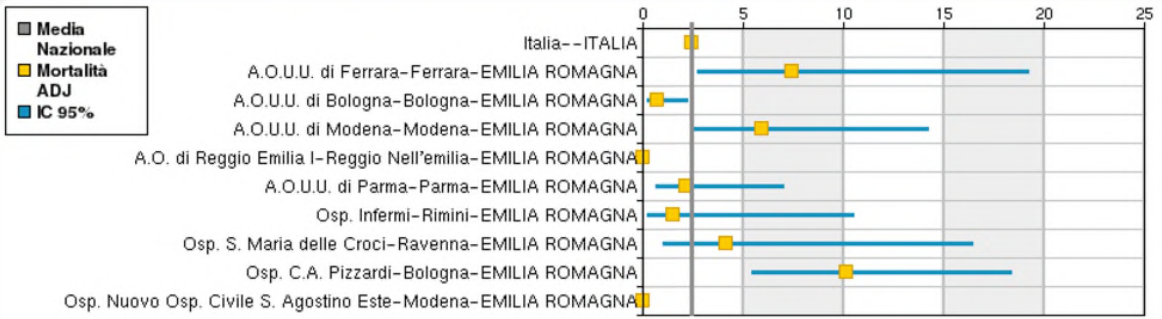 0 5 10 15 20 25
Media
Nazionale
Mortalità
ADJ
IC 95%
Italia--ITALIA
A.O.U.U. di Ferrara-Ferrara-EMILIA ROMAGNA
A.O.U.U. di Bologna-Bologna-EMILIA ROMAGNA
A.O.U.U. di Modena-Modena-EMILIA ROMAGNA
A.O. di Reggio Emilia I-Reggio Nell'emilia-EMILIA ROMAGNA
A.O.U.U. di Parma-Parma-EMILIA ROMAGNA
Osp. Infermi-Rimini-EMILIA ROMAGNA
Osp. S. Maria delle Croci-Ravenna-EMILIA ROMAGNA
Osp. C.A. Pizzardi-Bologna-EMILIA ROMAGNA
Osp. Nuovo Osp. Civile S. Agostino Este-Modena-EMILIA ROMAGNA